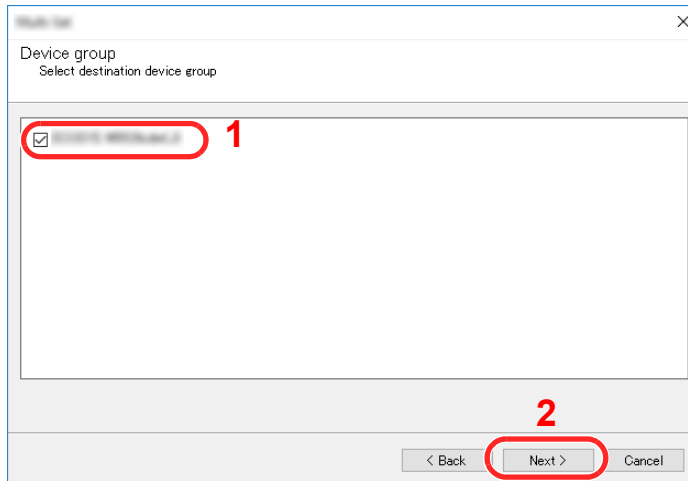 Device group
Select destination device group
1
2
< Back
Next >
Cancel